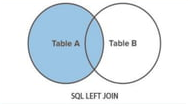 Table A
Table B
SQL LEFT JOIN